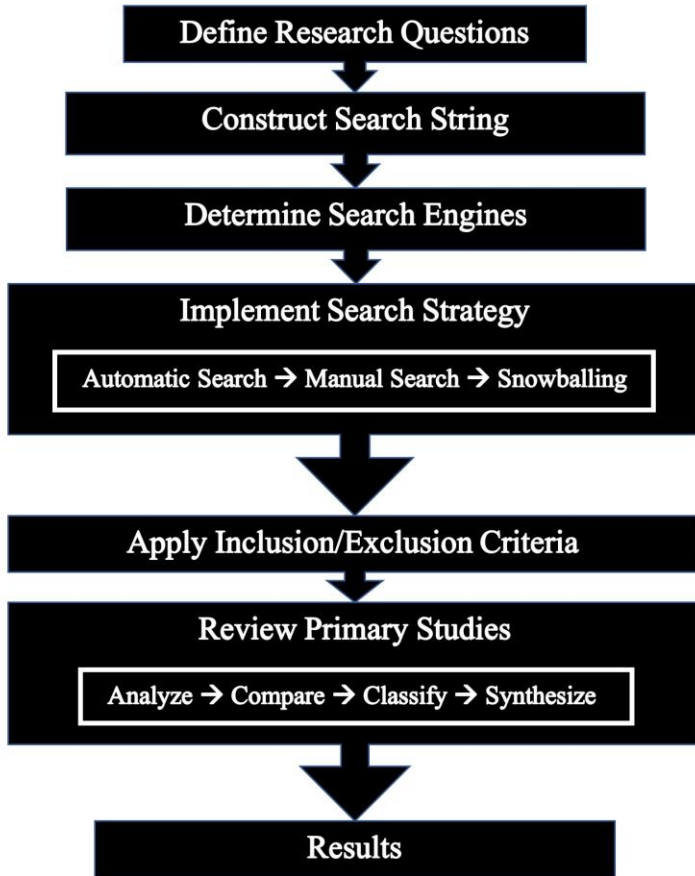 Define Research Questions
Construct Search String
Determine Search Engines
Implement Search Strategy
Automatic Search → Manual Search → Snowballing
Apply Inclusion/Exclusion Criteria
Review Primary Studies
Analyze → Compare → Classify → Synthesize
Results